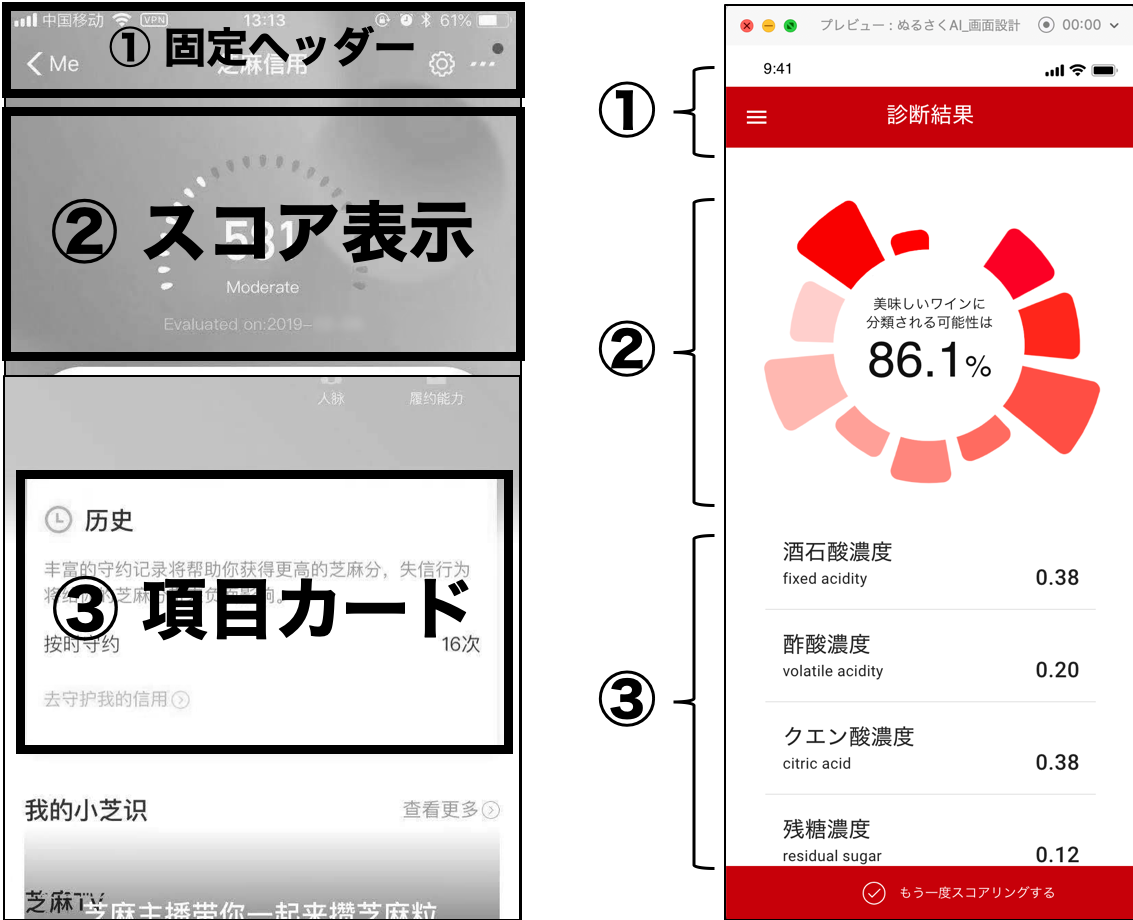 中国移动 VPN 13:13 61%
Me 芝麻信用
① 固定ヘッダー
② スコア表示
Moderate
Evaluated on:2019-
人脉 履约能力
历史
丰富的守约记录将帮助你获得更高的芝麻分，失信行为
③ 項目カード
按时守约 16次
去守护我的信用
我的小芝识 查看更多
芝麻TV
芝麻主播带你一起来攒芝麻粒
①
②
③
プレビュー：ぬるさくAI_画面設計 00:00
9:41
診断結果
美味しいワインに
分類される可能性は
86.1%
酒石酸濃度
fixed acidity 0.38
酢酸濃度
volatile acidity 0.20
クエン酸濃度
citric acid 0.38
残糖濃度
residual sugar 0.12
もう一度スコアリングする